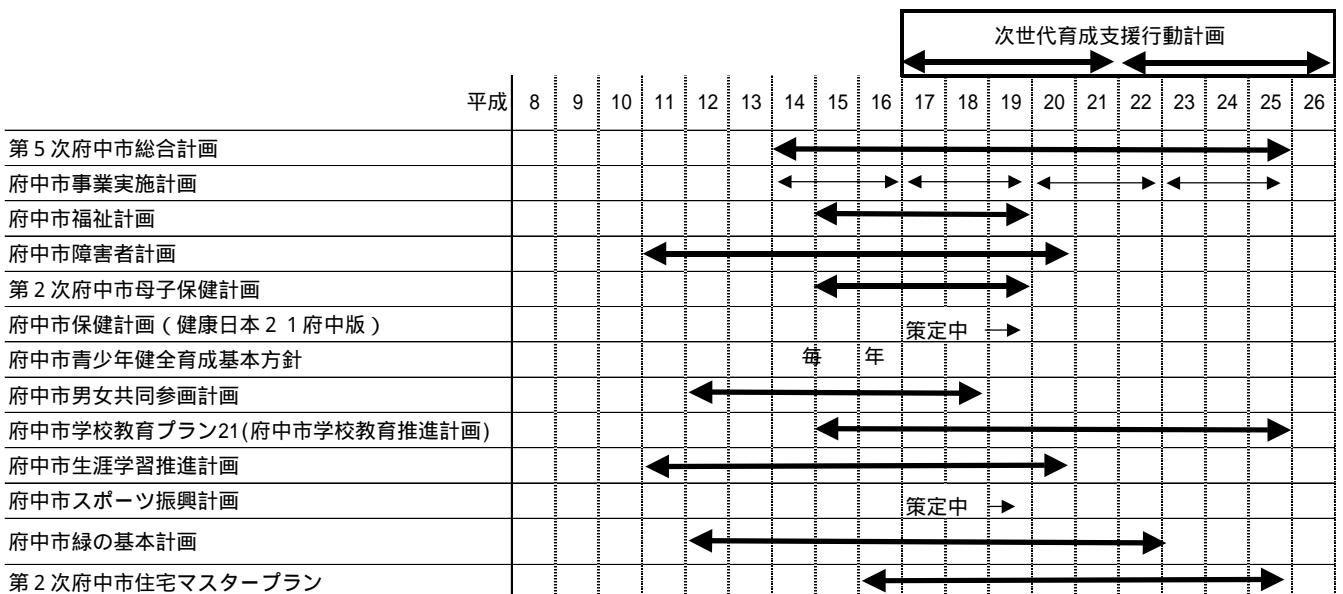 次世代育成支援行動計画
平成 8 9 10 11 12 13 14 15 16 17 18 19 20 21 22 23 24 25 26
第5次府中市総合計画
府中市事業実施計画
府中市福祉計画
府中市障害者計画
第2次府中市母子保健計画
府中市保健計画(健康日本21府中版) 策定中
府中市青少年健全育成基本方針 毎 年
府中市男女共同参画計画
府中市学校教育プラン21(府中市学校教育推進計画)
府中市生涯学習推進計画
府中市スポーツ振興計画 策定中
府中市緑の基本計画
第2次府中市住宅マスタープラン